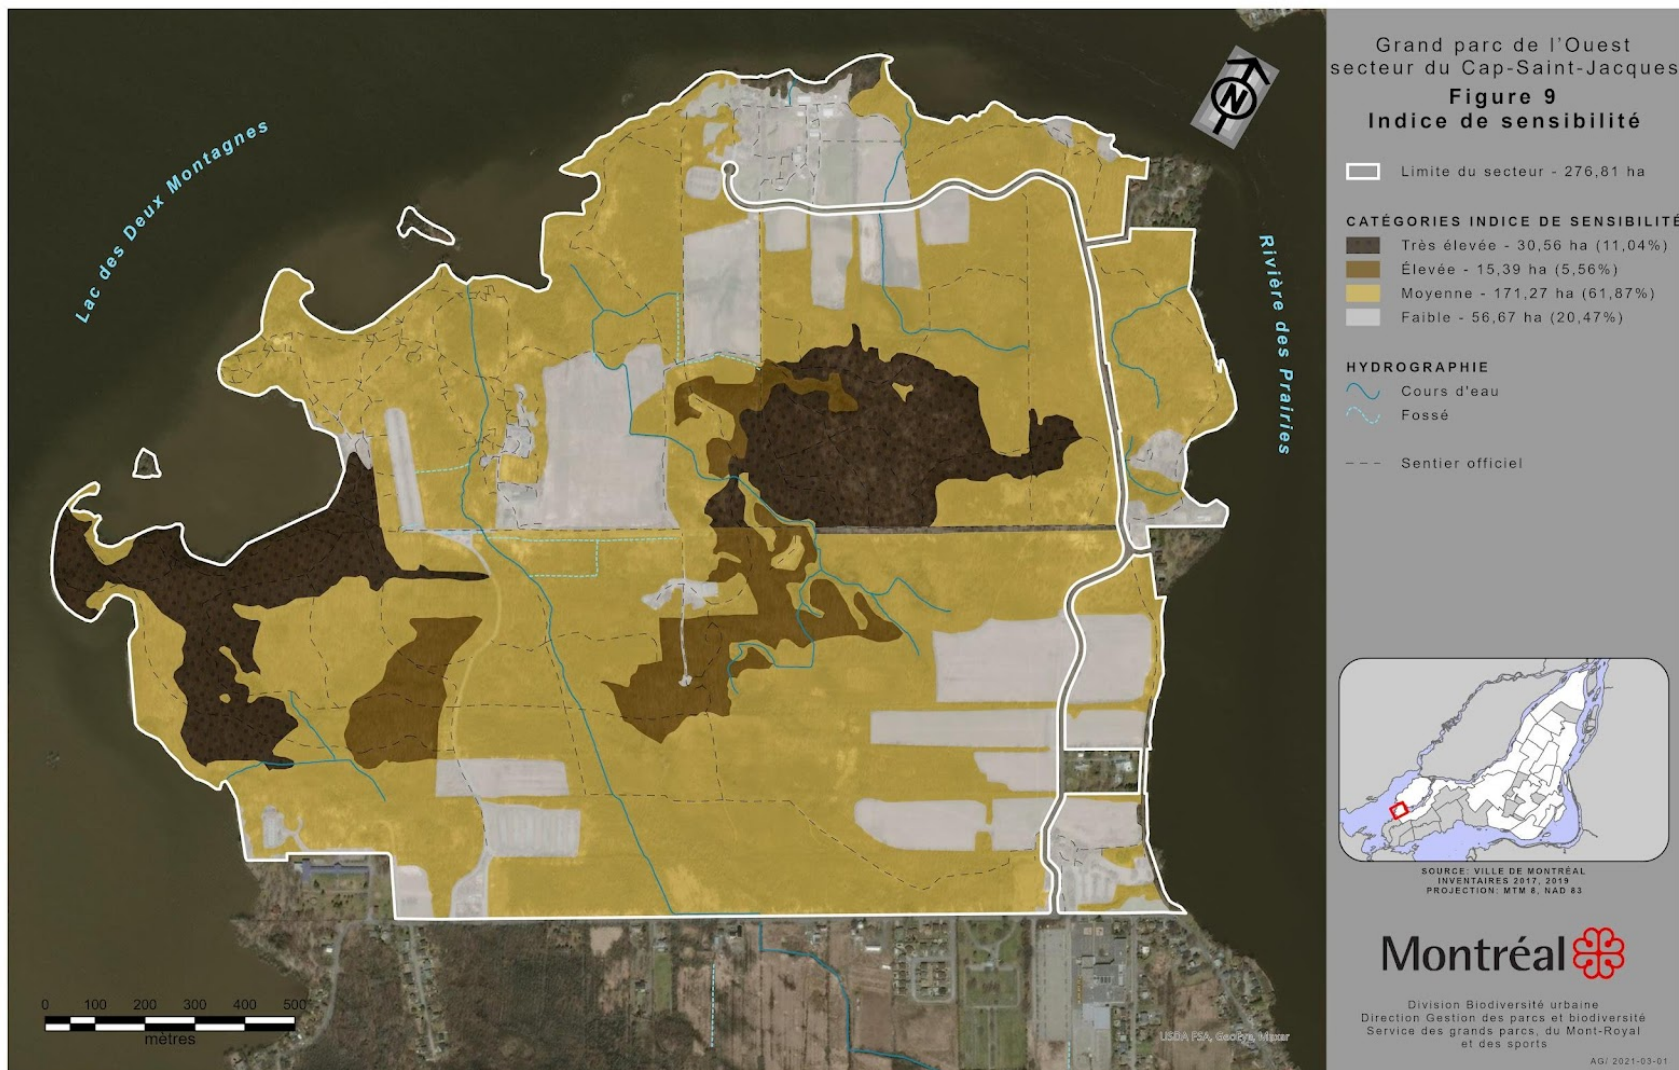 Grand parc de l'Ouest
secteur du Cap-Saint-Jacques
Figure 9
Indice de sensibilité
Limite du secteur - 276,81 ha
CATÉGORIES INDICE DE SENSIBILITÉ
Très élevée - 30,56 ha (11,04%)
Élevée - 15,39 ha (5,56%)
Moyenne - 171,27 ha (61,87%)
Faible - 56,67 ha (20,47%)
HYDROGRAPHIE
Cours d'eau
Fossé
Sentier officiel
N
Lac des Deux Montagnes
Rivière des Prairies
0 100 200 300 400 500
mètres
USDA FSA, GeoEye, Maxar
SOURCE: VILLE DE MONTRÉAL
INVENTAIRES 2017, 2019
PROJECTION: MTM 8, NAD 83
Montréal
Division Biodiversité urbaine
Direction Gestion des parcs et biodiversité
Service des grands parcs, du Mont-Royal
et des sports
AG/ 2021-03-01